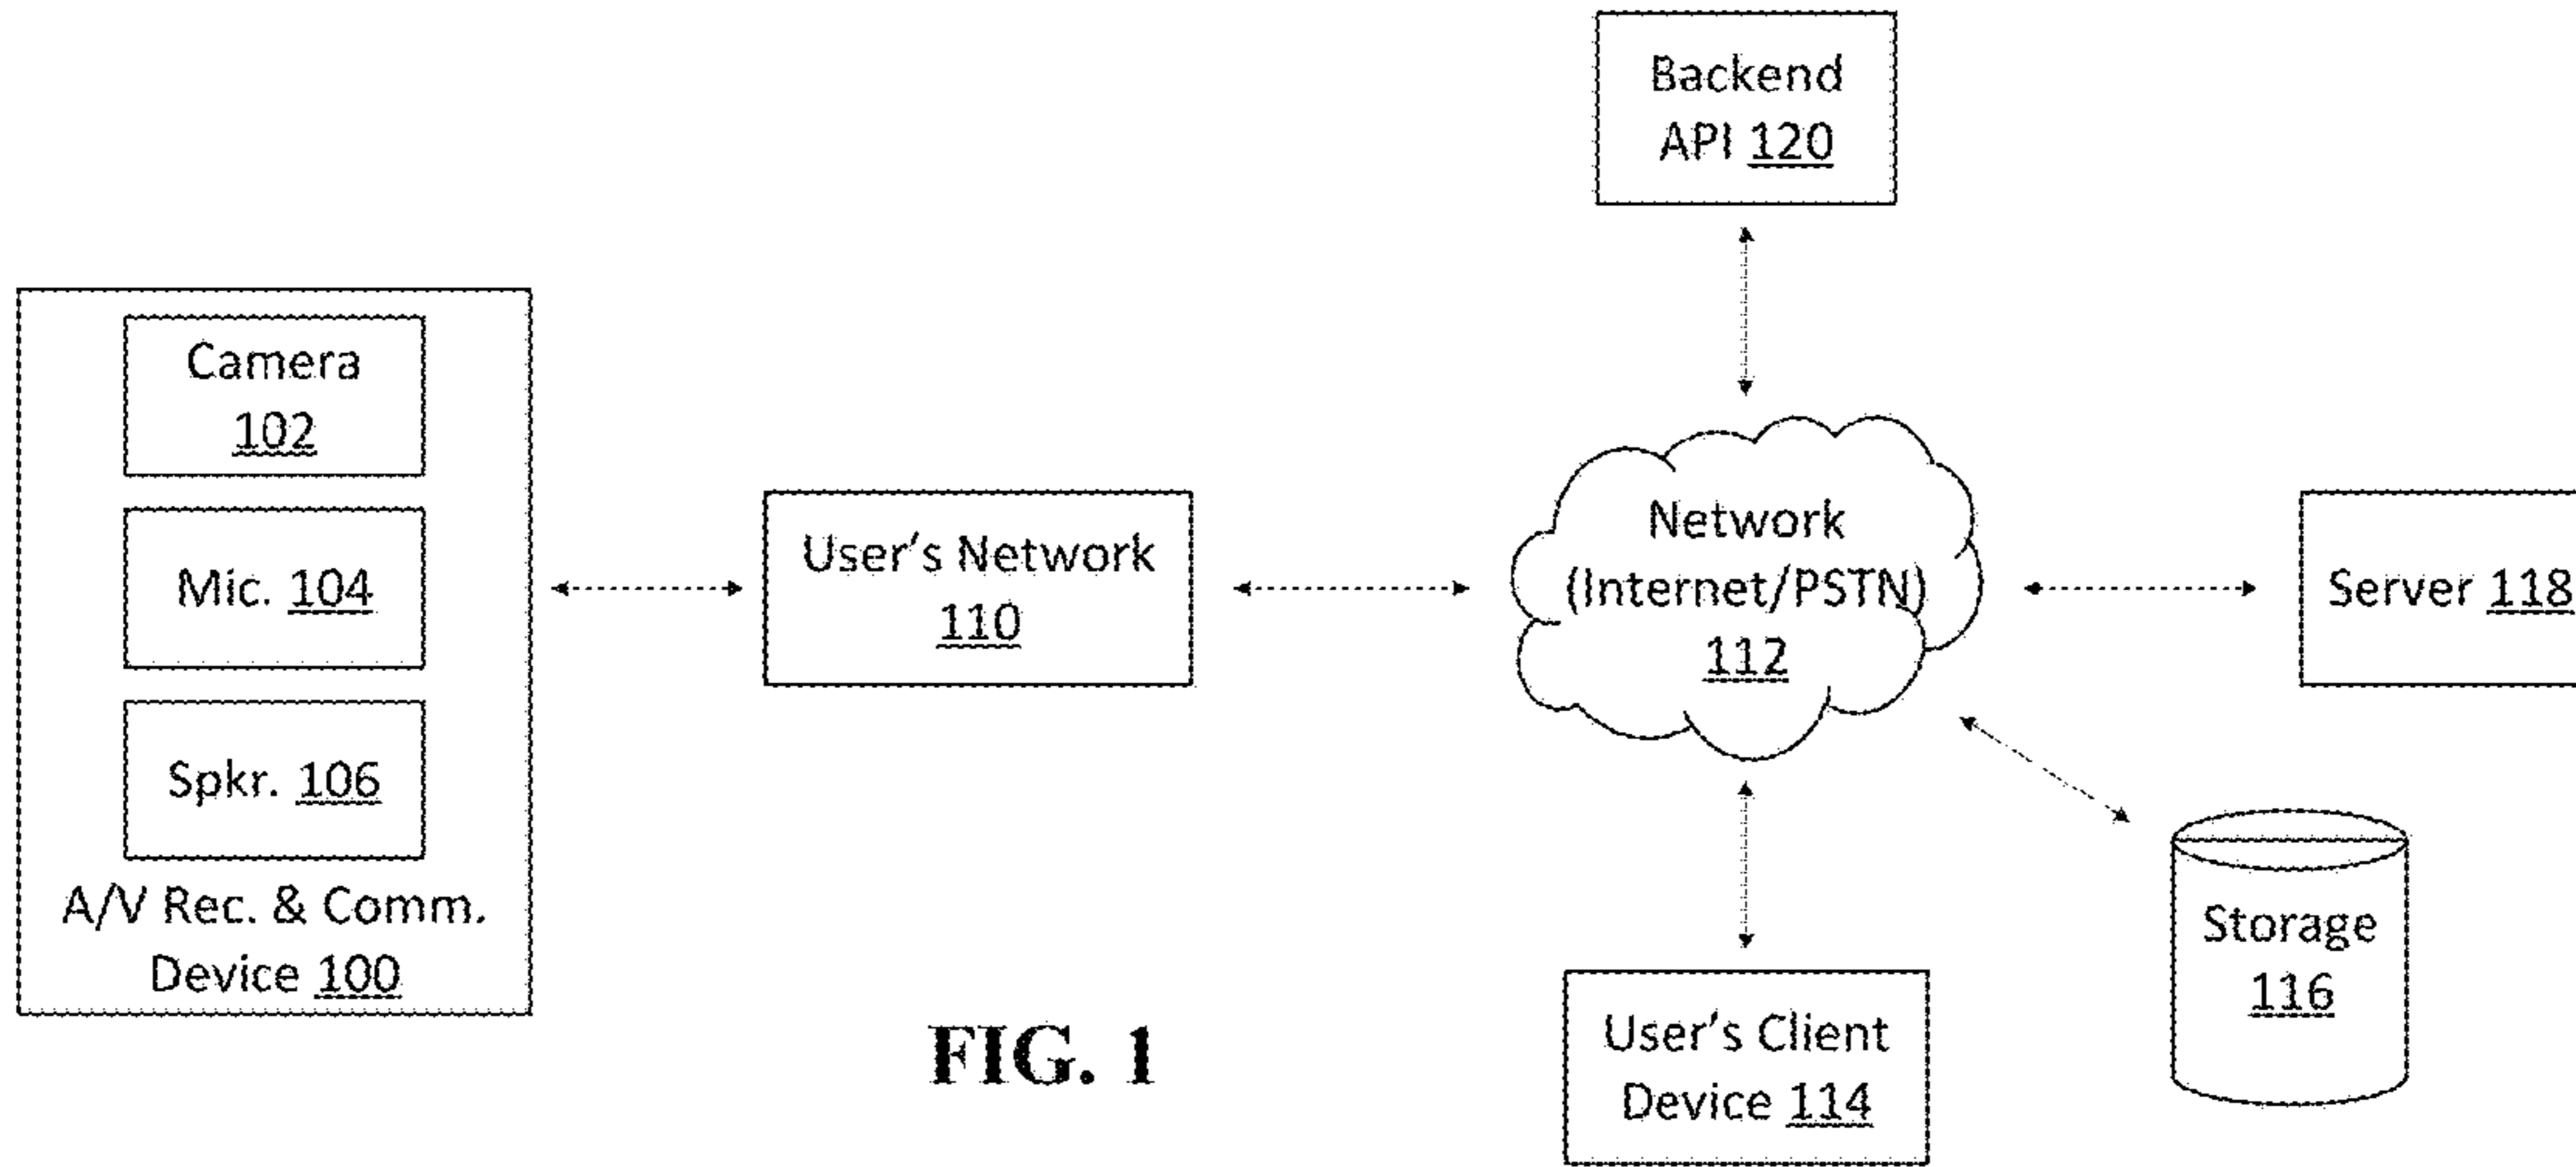 Backend
API 120
Camera
102
Mic. 104
Spkr. 106
A/V Rec. & Comm.
Device 100
User's Network
110
Network
(Internet/PSTN)
112
Server 118
Storage
116
User's Client
Device 114
FIG. 1